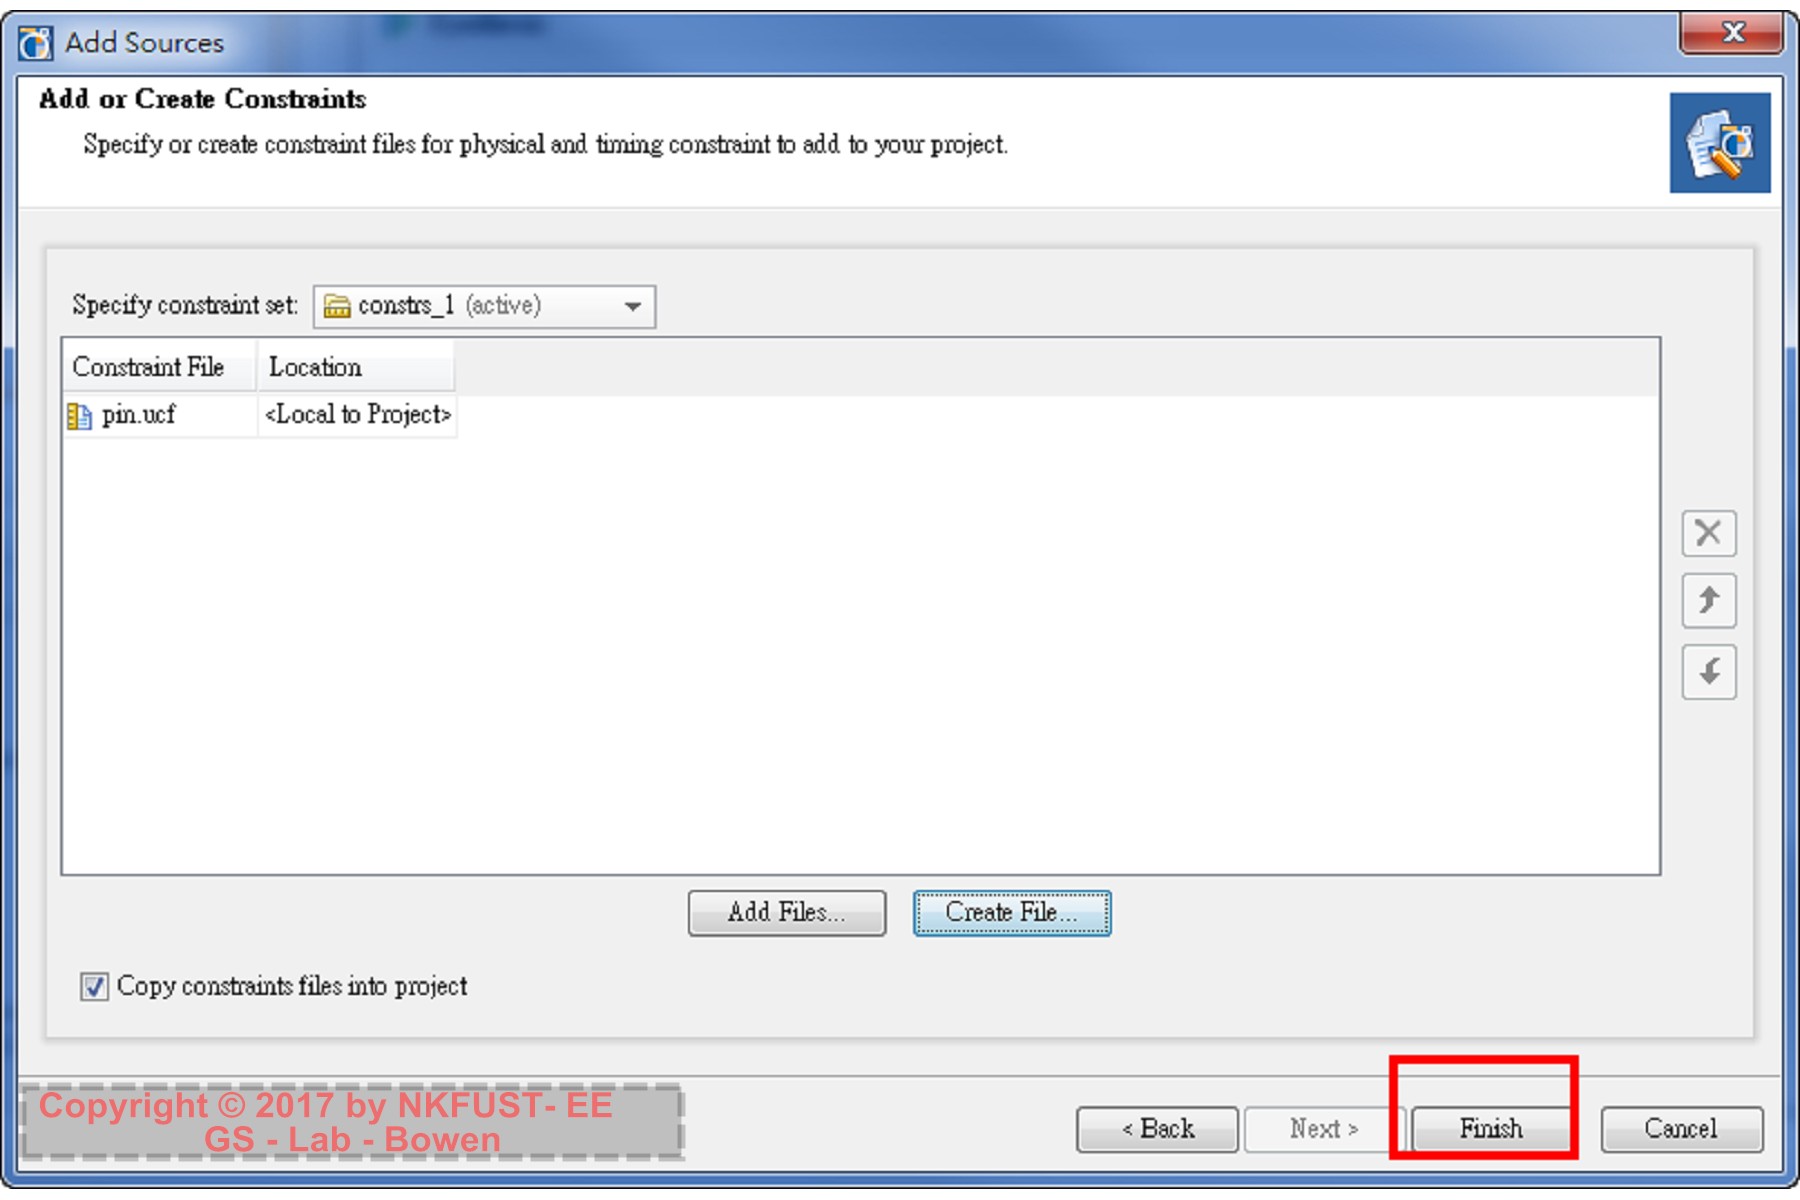 Add Sources
Add or Create Constraints
Specify or create constraint files for physical and timing constraint to add to your project.
Specify constraint set: constrs_1 (active)
Constraint File Location
pin.ucf <Local to Project>
Add Files... Create File...
Copy constraints files into project
Copyright © 2017 by NKFUST- EE
GS - Lab - Bowen
< Back Next > Finish Cancel